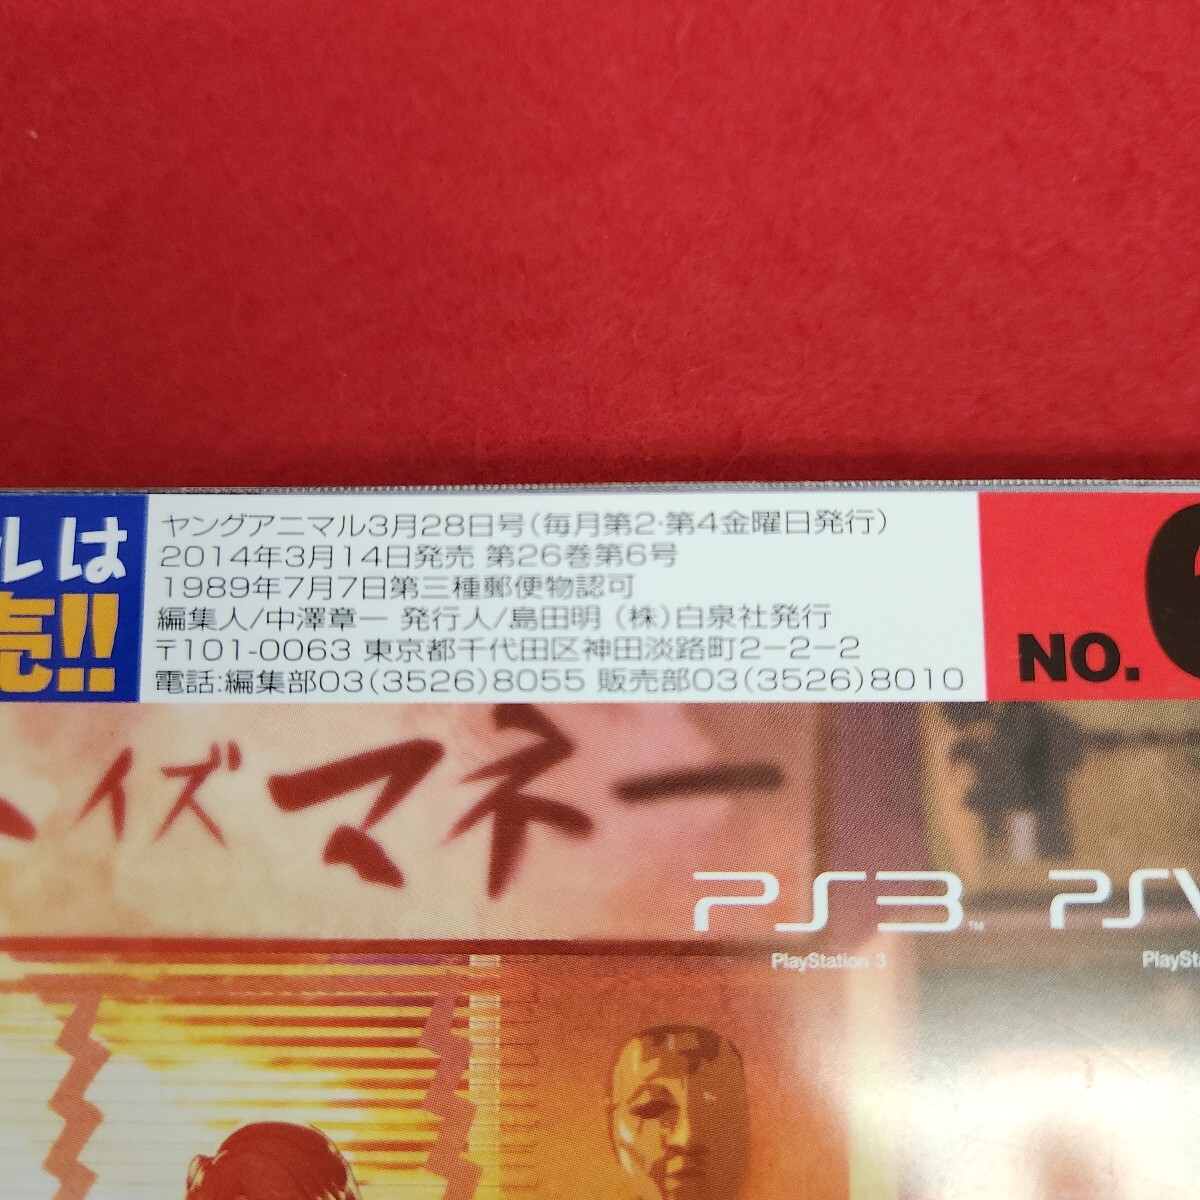 ルは
売!!
ヤングアニマル3月28日号(毎月第2·第4金曜日発行)
2014年3月14日発売 第26巻第6号
1989年7月7日第三種郵便物認可
編集人/中澤章一 発行人/島田明 (株)白泉社発行
〒101-0063 東京都千代田区神田淡路町2-2-2
電話:編集部03(3526)8055 販売部03(3526)8010
NO.
イズ マネー
PS3™
PlayStation 3
PSV
PlaySta